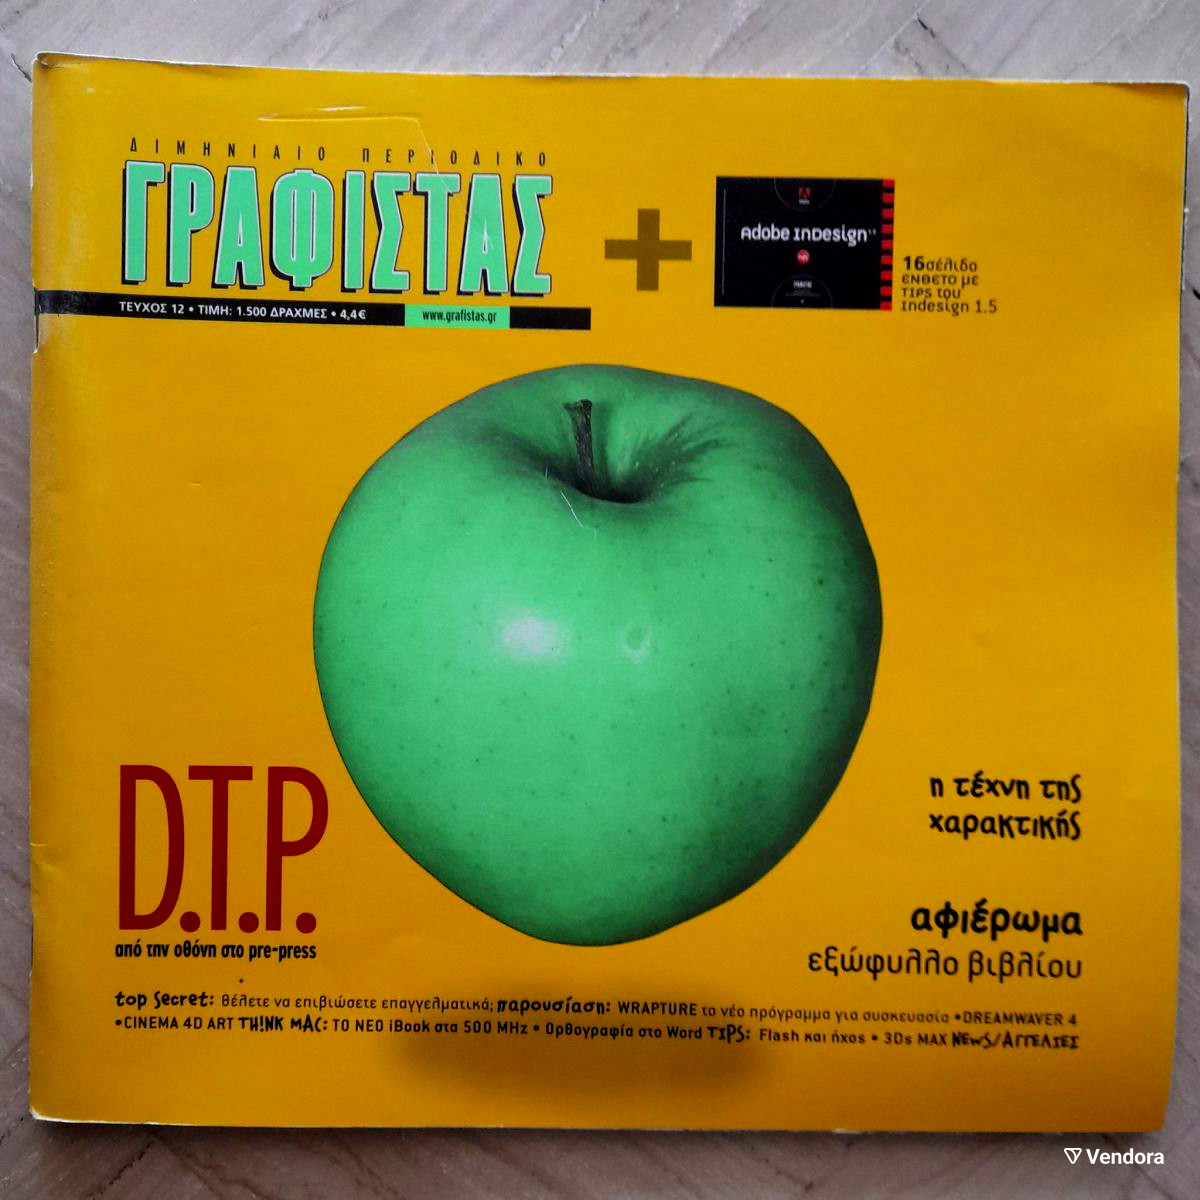 ΔΙΜΗΝΙΑΙΟ ΠΕΡΙΟΔΙΚΟ
ΓΡΑΦΙΣΤΑΣ
ΤΕΥΧΟΣ 12 • ΤΙΜΗ: 1.500 ΔΡΑΧΜΕΣ • 4,4€
www.grafistas.gr
+
Adobe InDesign
16σέλιδο
ένθετο με
TIPS του
Indesign 1.5
D.T.P.
από την οθόνη στο pre-press
η τέχνη της
χαρακτικής
αφιέρωμα
εξώφυλλο βιβλίου
top Secret: θέλετε να επιβιώσετε επαγγελματικά; παρουσίαση: WRAPTURE το νέο πρόγραμμα για συσκευασία •DREAMWAVER 4
•CINEMA 4D ART TH!NK MAC: ΤΟ ΝΕΟ iBook στα 500 MHz • Ορθογραφία στο Word TIPS: Flash και ήχος • 3Ds MAX NEWS/ΑΓΓΕΛΙΕΣ
Vendora